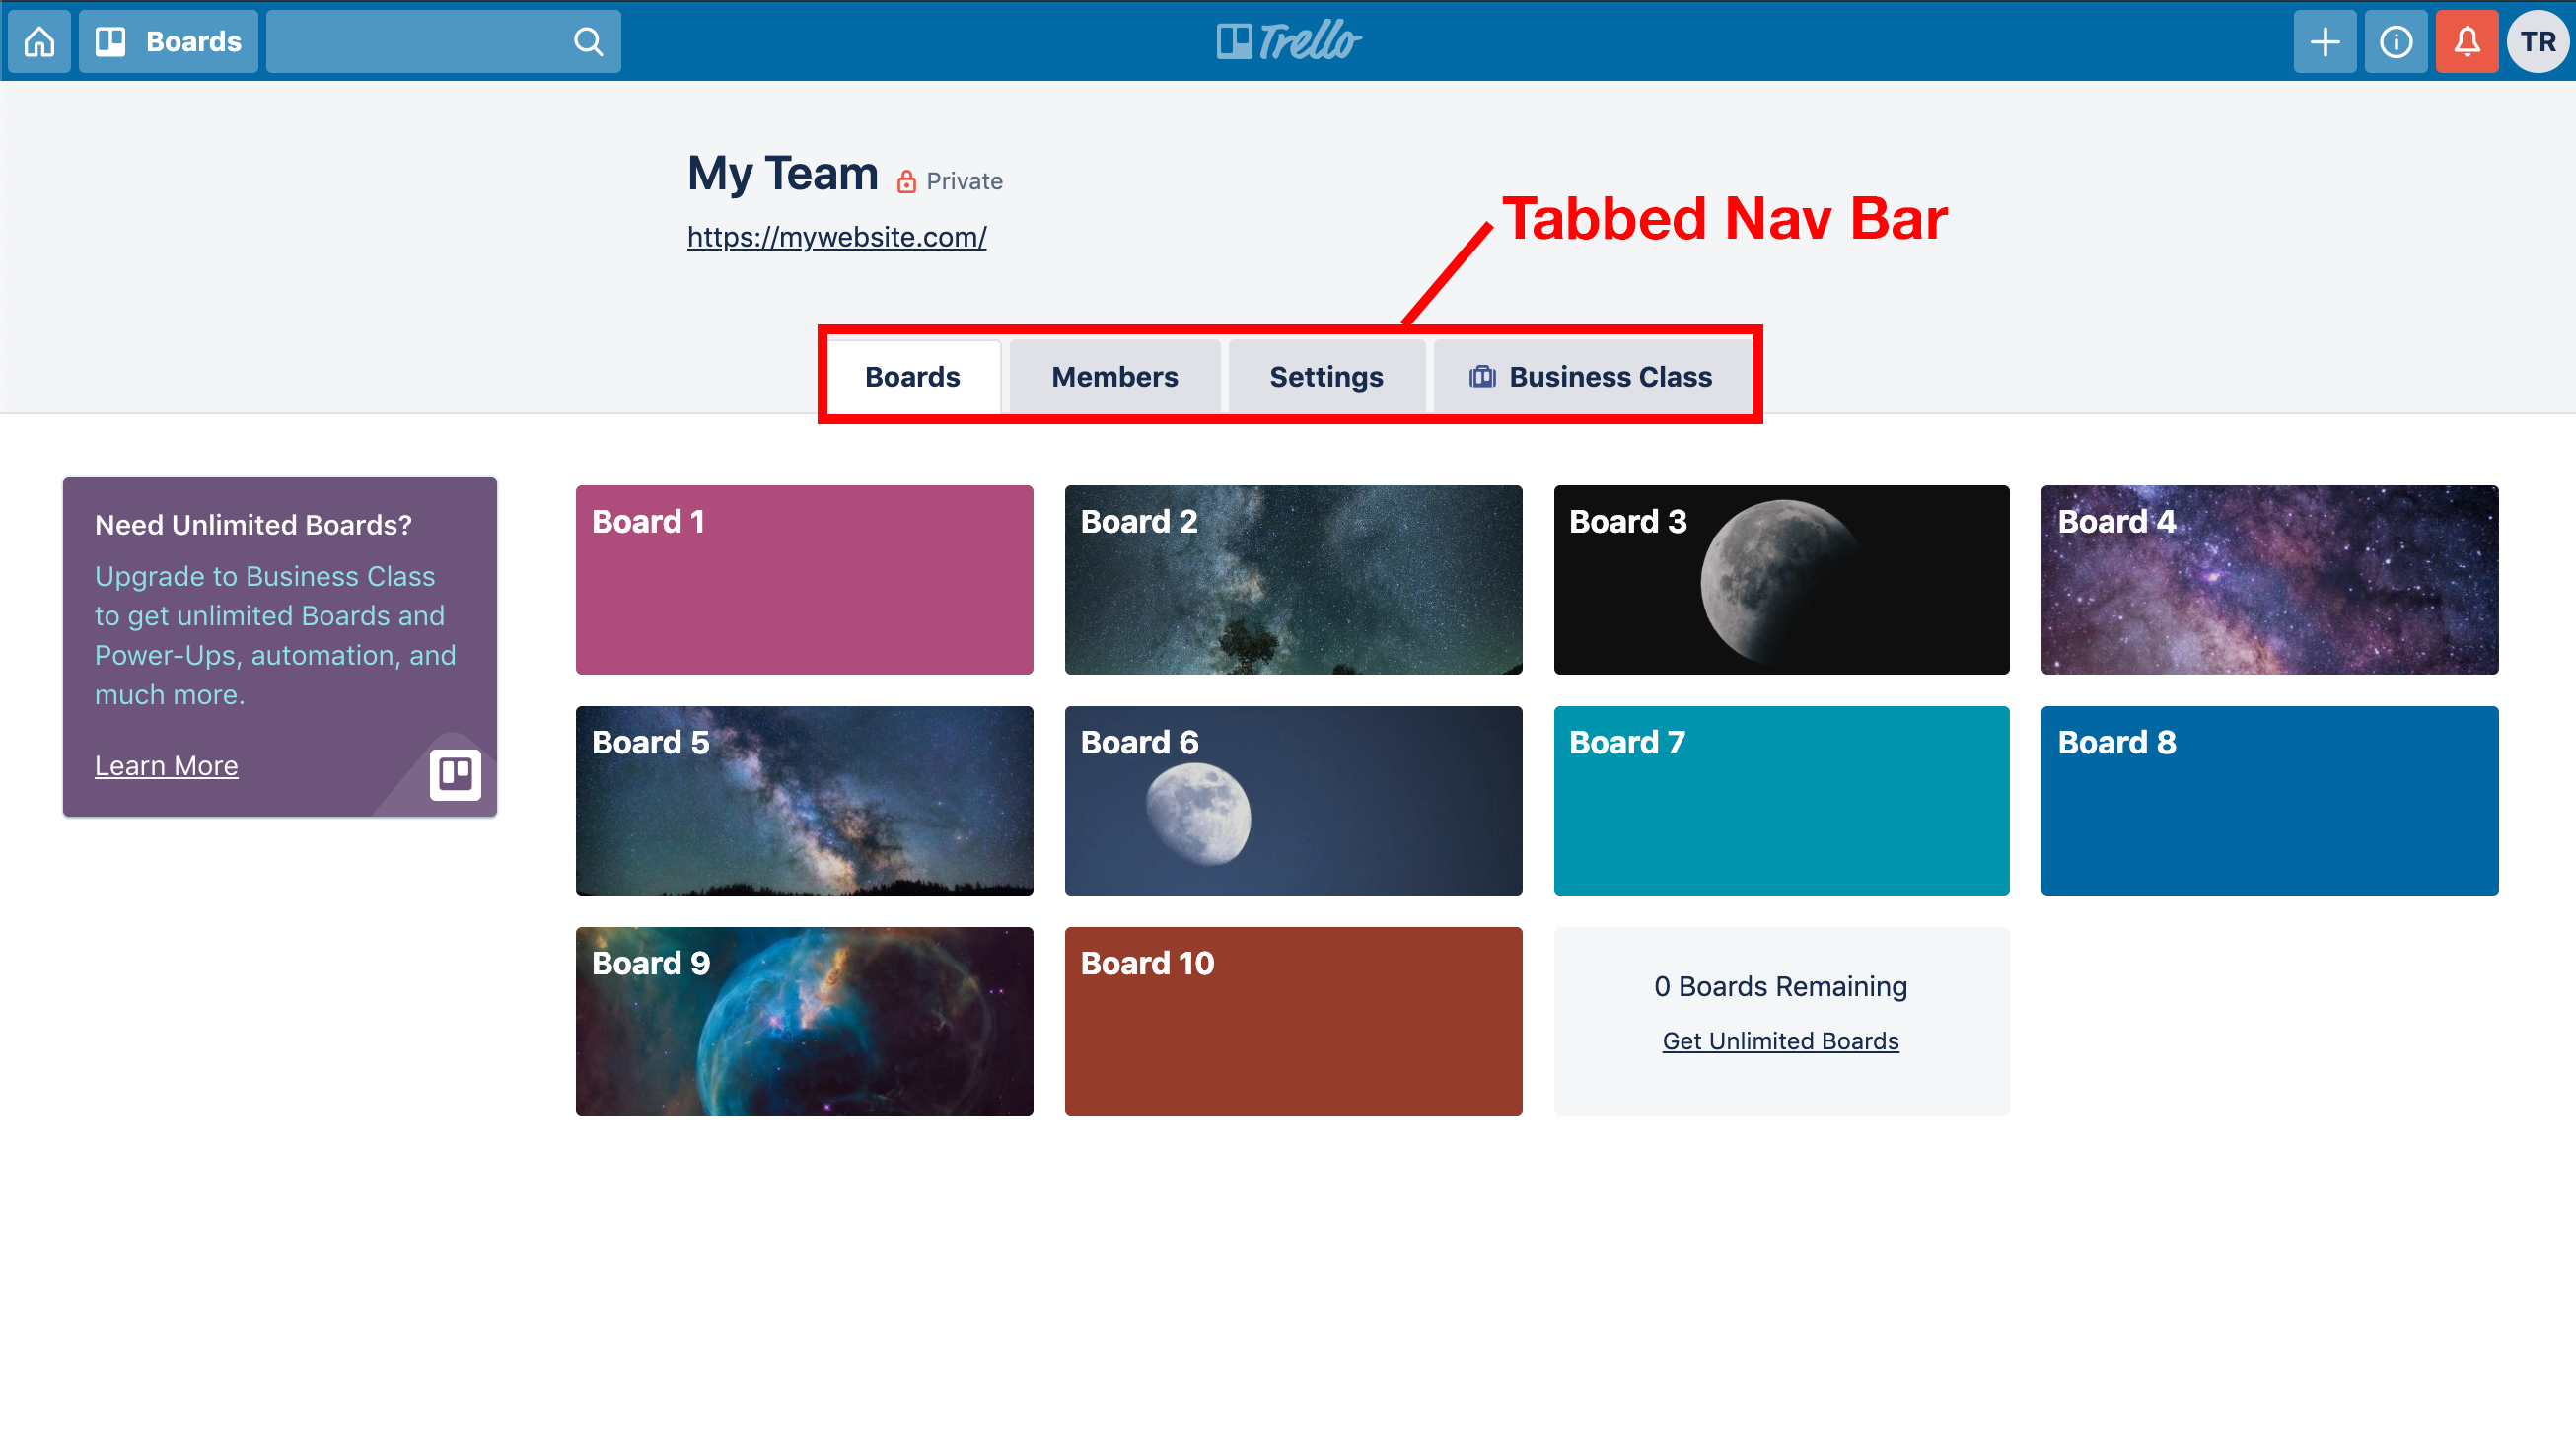 Boards
Trello
TR
My Team Private
https://mywebsite.com/
Tabbed Nav Bar
Boards Members Settings Business Class
Need Unlimited Boards?
Upgrade to Business Class
to get unlimited Boards and
Power-Ups, automation, and
much more.
Learn More
Board 1
Board 2
Board 3
Board 4
Board 5
Board 6
Board 7
Board 8
Board 9
Board 10
0 Boards Remaining
Get Unlimited Boards